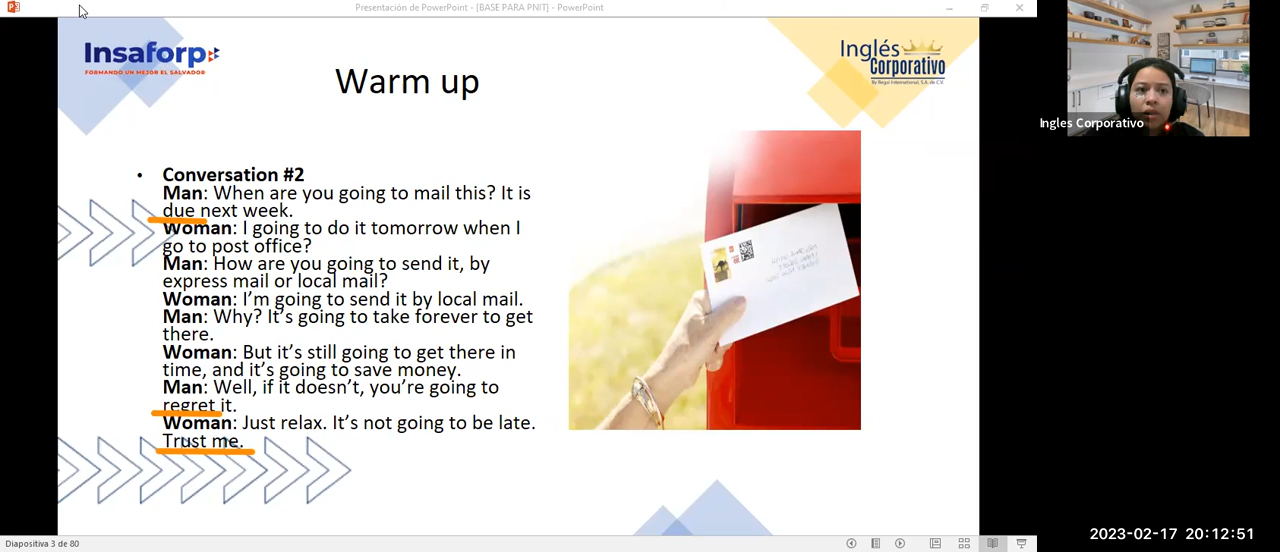 Presentación de PowerPoint - [BASE PARA PNIT] - PowerPoint
Insaforp
FORMANDO UN MEJOR EL SALVADOR
Inglés
Corporativo
By Regal International, S.A. de C.V.
Warm up
• Conversation #2
Man: When are you going to mail this? It is
due next week.
Woman: I going to do it tomorrow when I
go to post office?
Man: How are you going to send it, by
express mail or local mail?
Woman: I’m going to send it by local mail.
Man: Why? It’s going to take forever to get
there.
Woman: But it’s still going to get there in
time, and it’s going to save money.
Man: Well, if it doesn’t, you’re going to
regret it.
Woman: Just relax. It’s not going to be late.
Trust me.
Ingles Corporativo
Diapositiva 3 de 80
2023-02-17 20:12:51